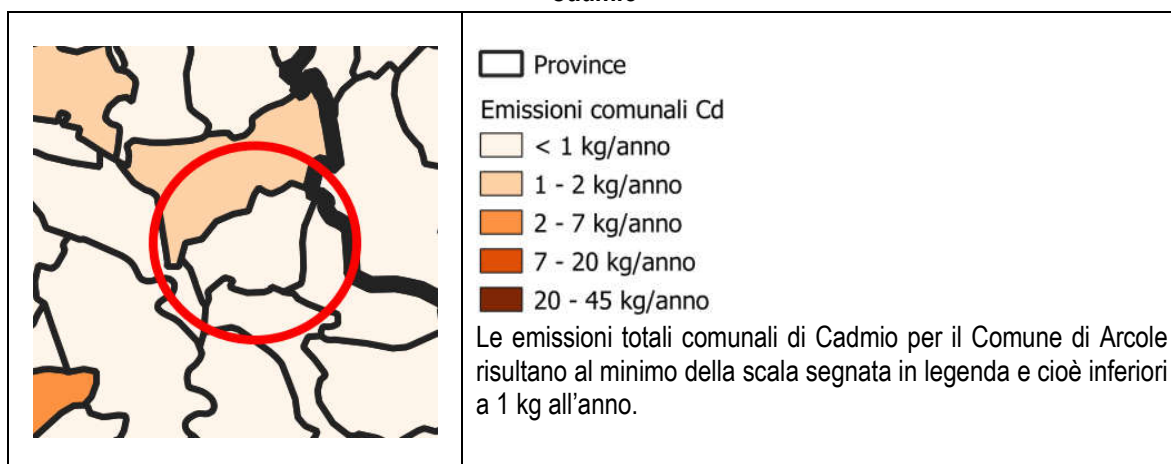 Cadmio
Province
Emissioni comunali Cd
< 1 kg/anno
1 - 2 kg/anno
2 - 7 kg/anno
7 - 20 kg/anno
20 - 45 kg/anno
Le emissioni totali comunali di Cadmio per il Comune di Arcole
risultano al minimo della scala segnata in legenda e cioè inferiori
a 1 kg all’anno.